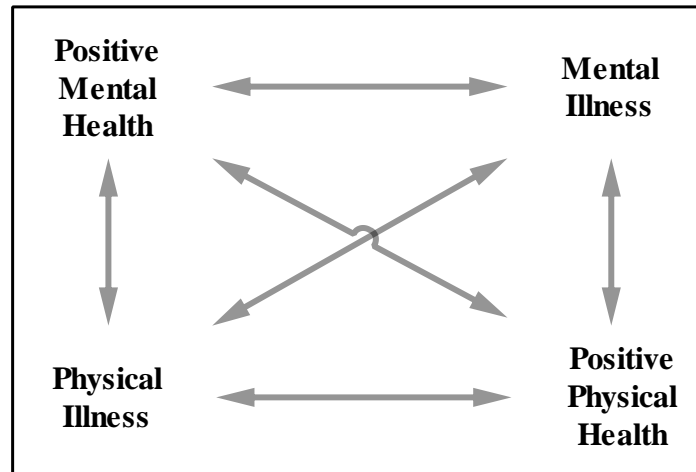 Positive
Mental
Health
Mental
Illness
Physical
Illness
Positive
Physical
Health